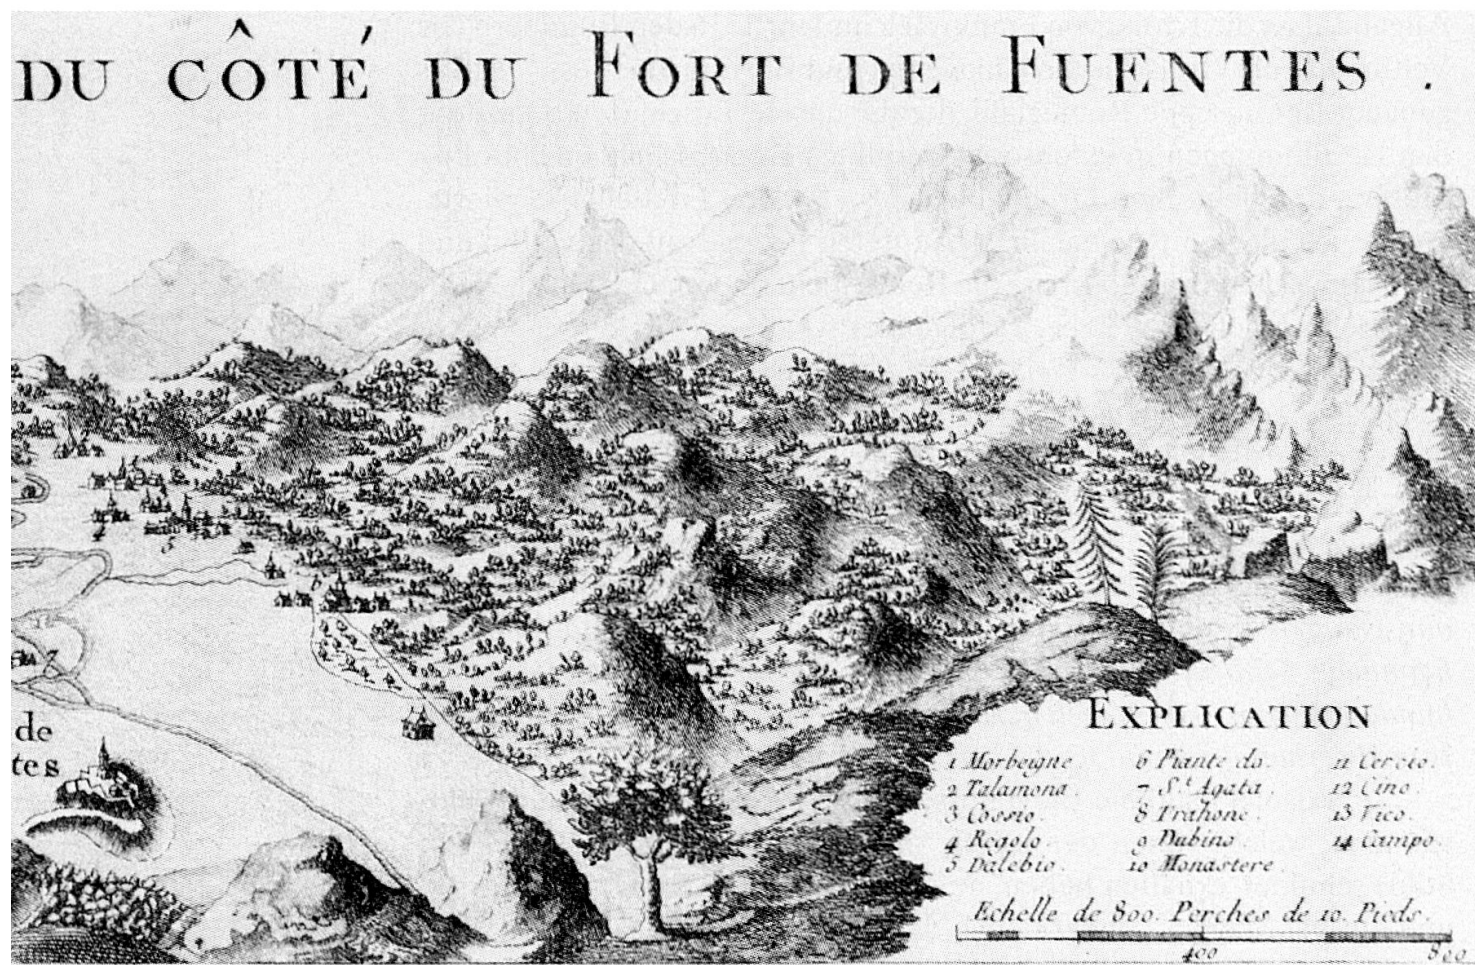 DU CÔTÉ DU FORT DE FUENTES.
de
tes
EXPLICATION
1 Morbeigne.
2 Talamona.
3 Cossio.
4 Regolo.
5 Dalebio.
6 Piante do.
7 S.t Agata.
8 Trahone.
9 Dubino.
10 Monastere.
11 Cercio.
12 Cino.
13 Vico.
14 Campo.
Echelle de 800. Perches de 10. Pieds.
400 800